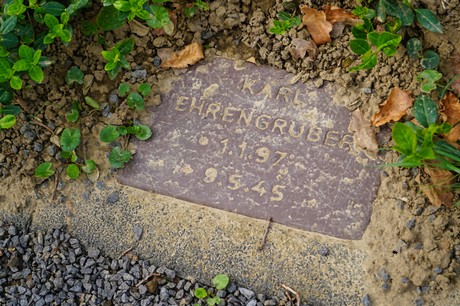 KARL
EHRENGRUBER
* 1.1.97
9.5.45